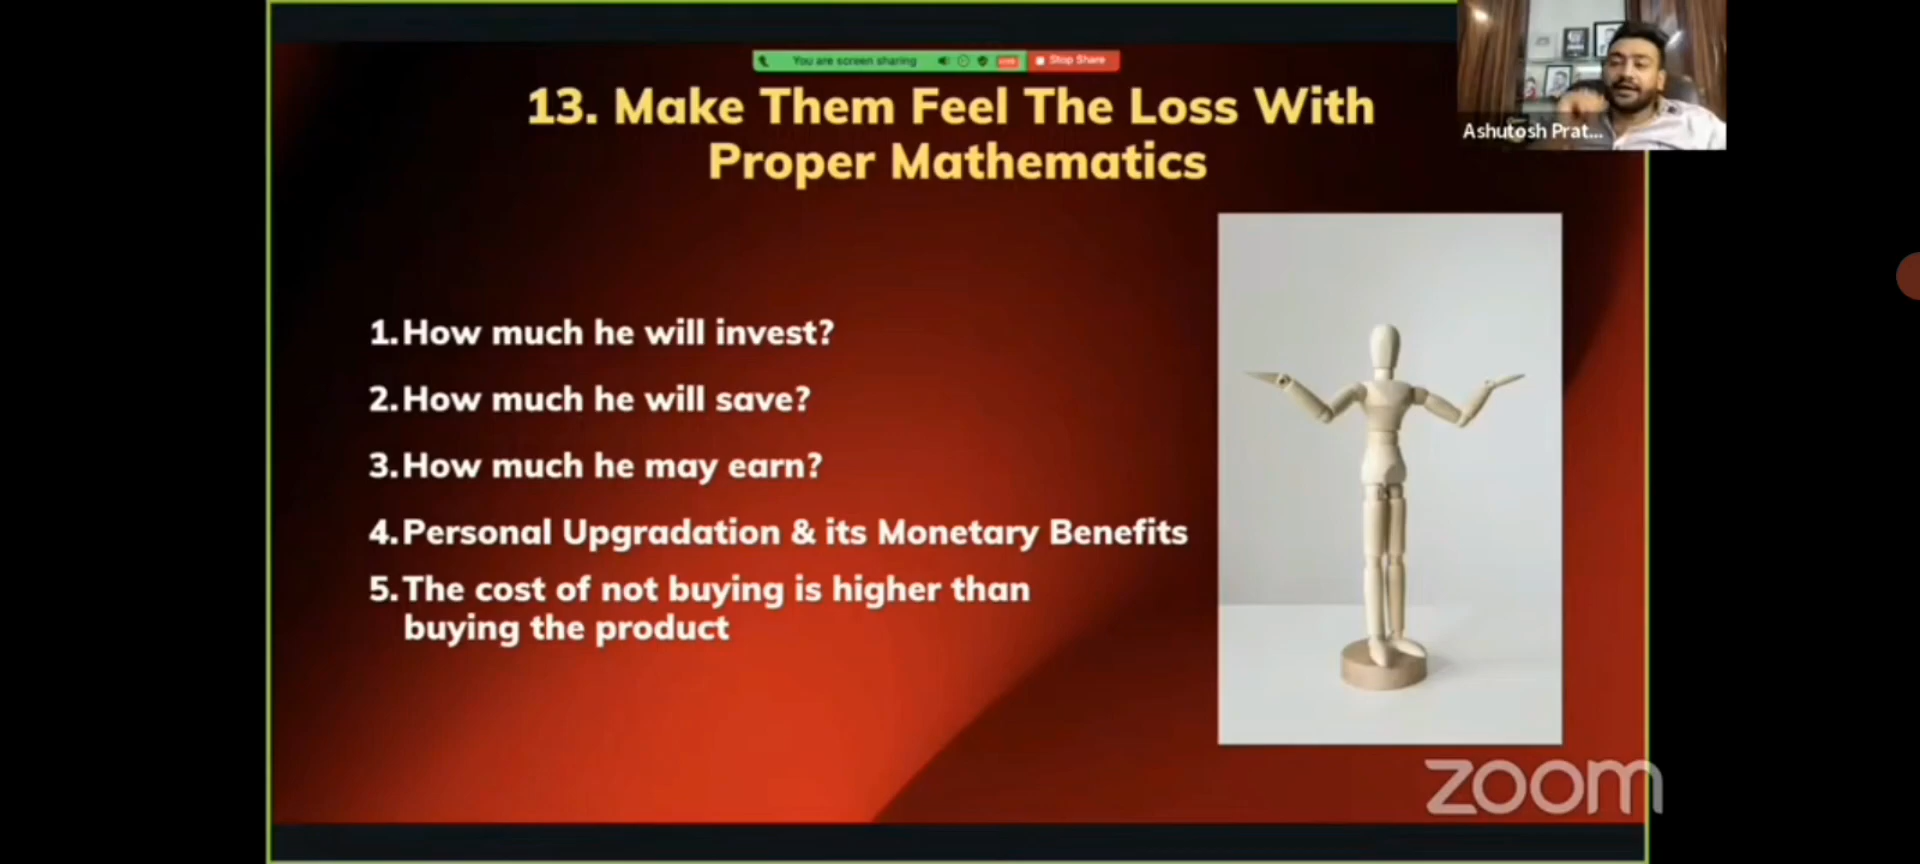 You are screen sharing
LIVE
Stop Share
13. Make Them Feel The Loss With
Proper Mathematics
Ashutosh Prat...
1. How much he will invest?
2. How much he will save?
3. How much he may earn?
4. Personal Upgradation & its Monetary Benefits
5. The cost of not buying is higher than
buying the product
zoom